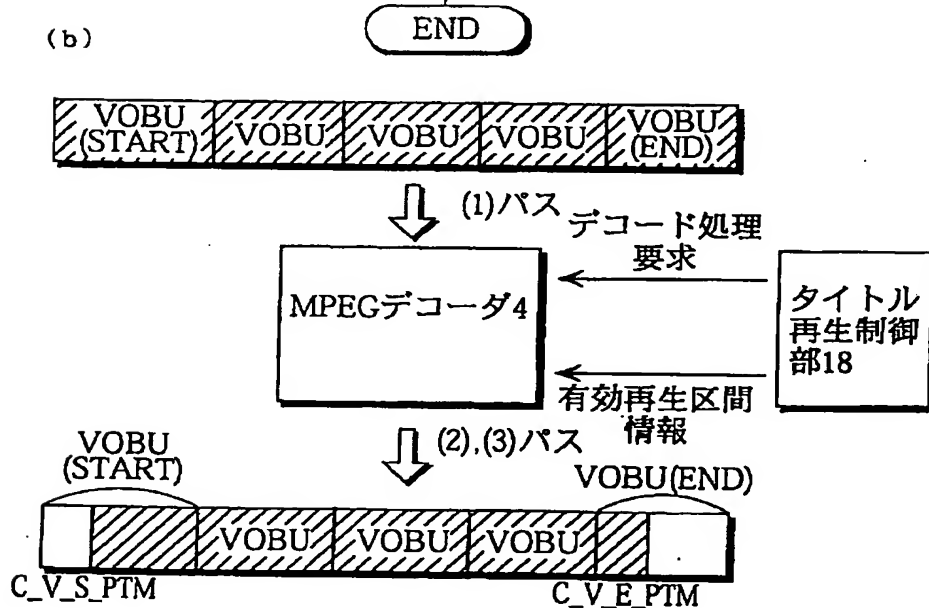 END
(b)
VOBU
(START)
VOBU
VOBU
VOBU
VOBU
(END)
(1)パス
デコード処理
要求
MPEGデコーダ4
タイトル
再生制御
部18
有効再生区間
情報
(2),(3)パス
VOBU
(START)
VOBU(END)
VOBU
VOBU
VOBU
C_V_S_PTM
C_V_E_PTM